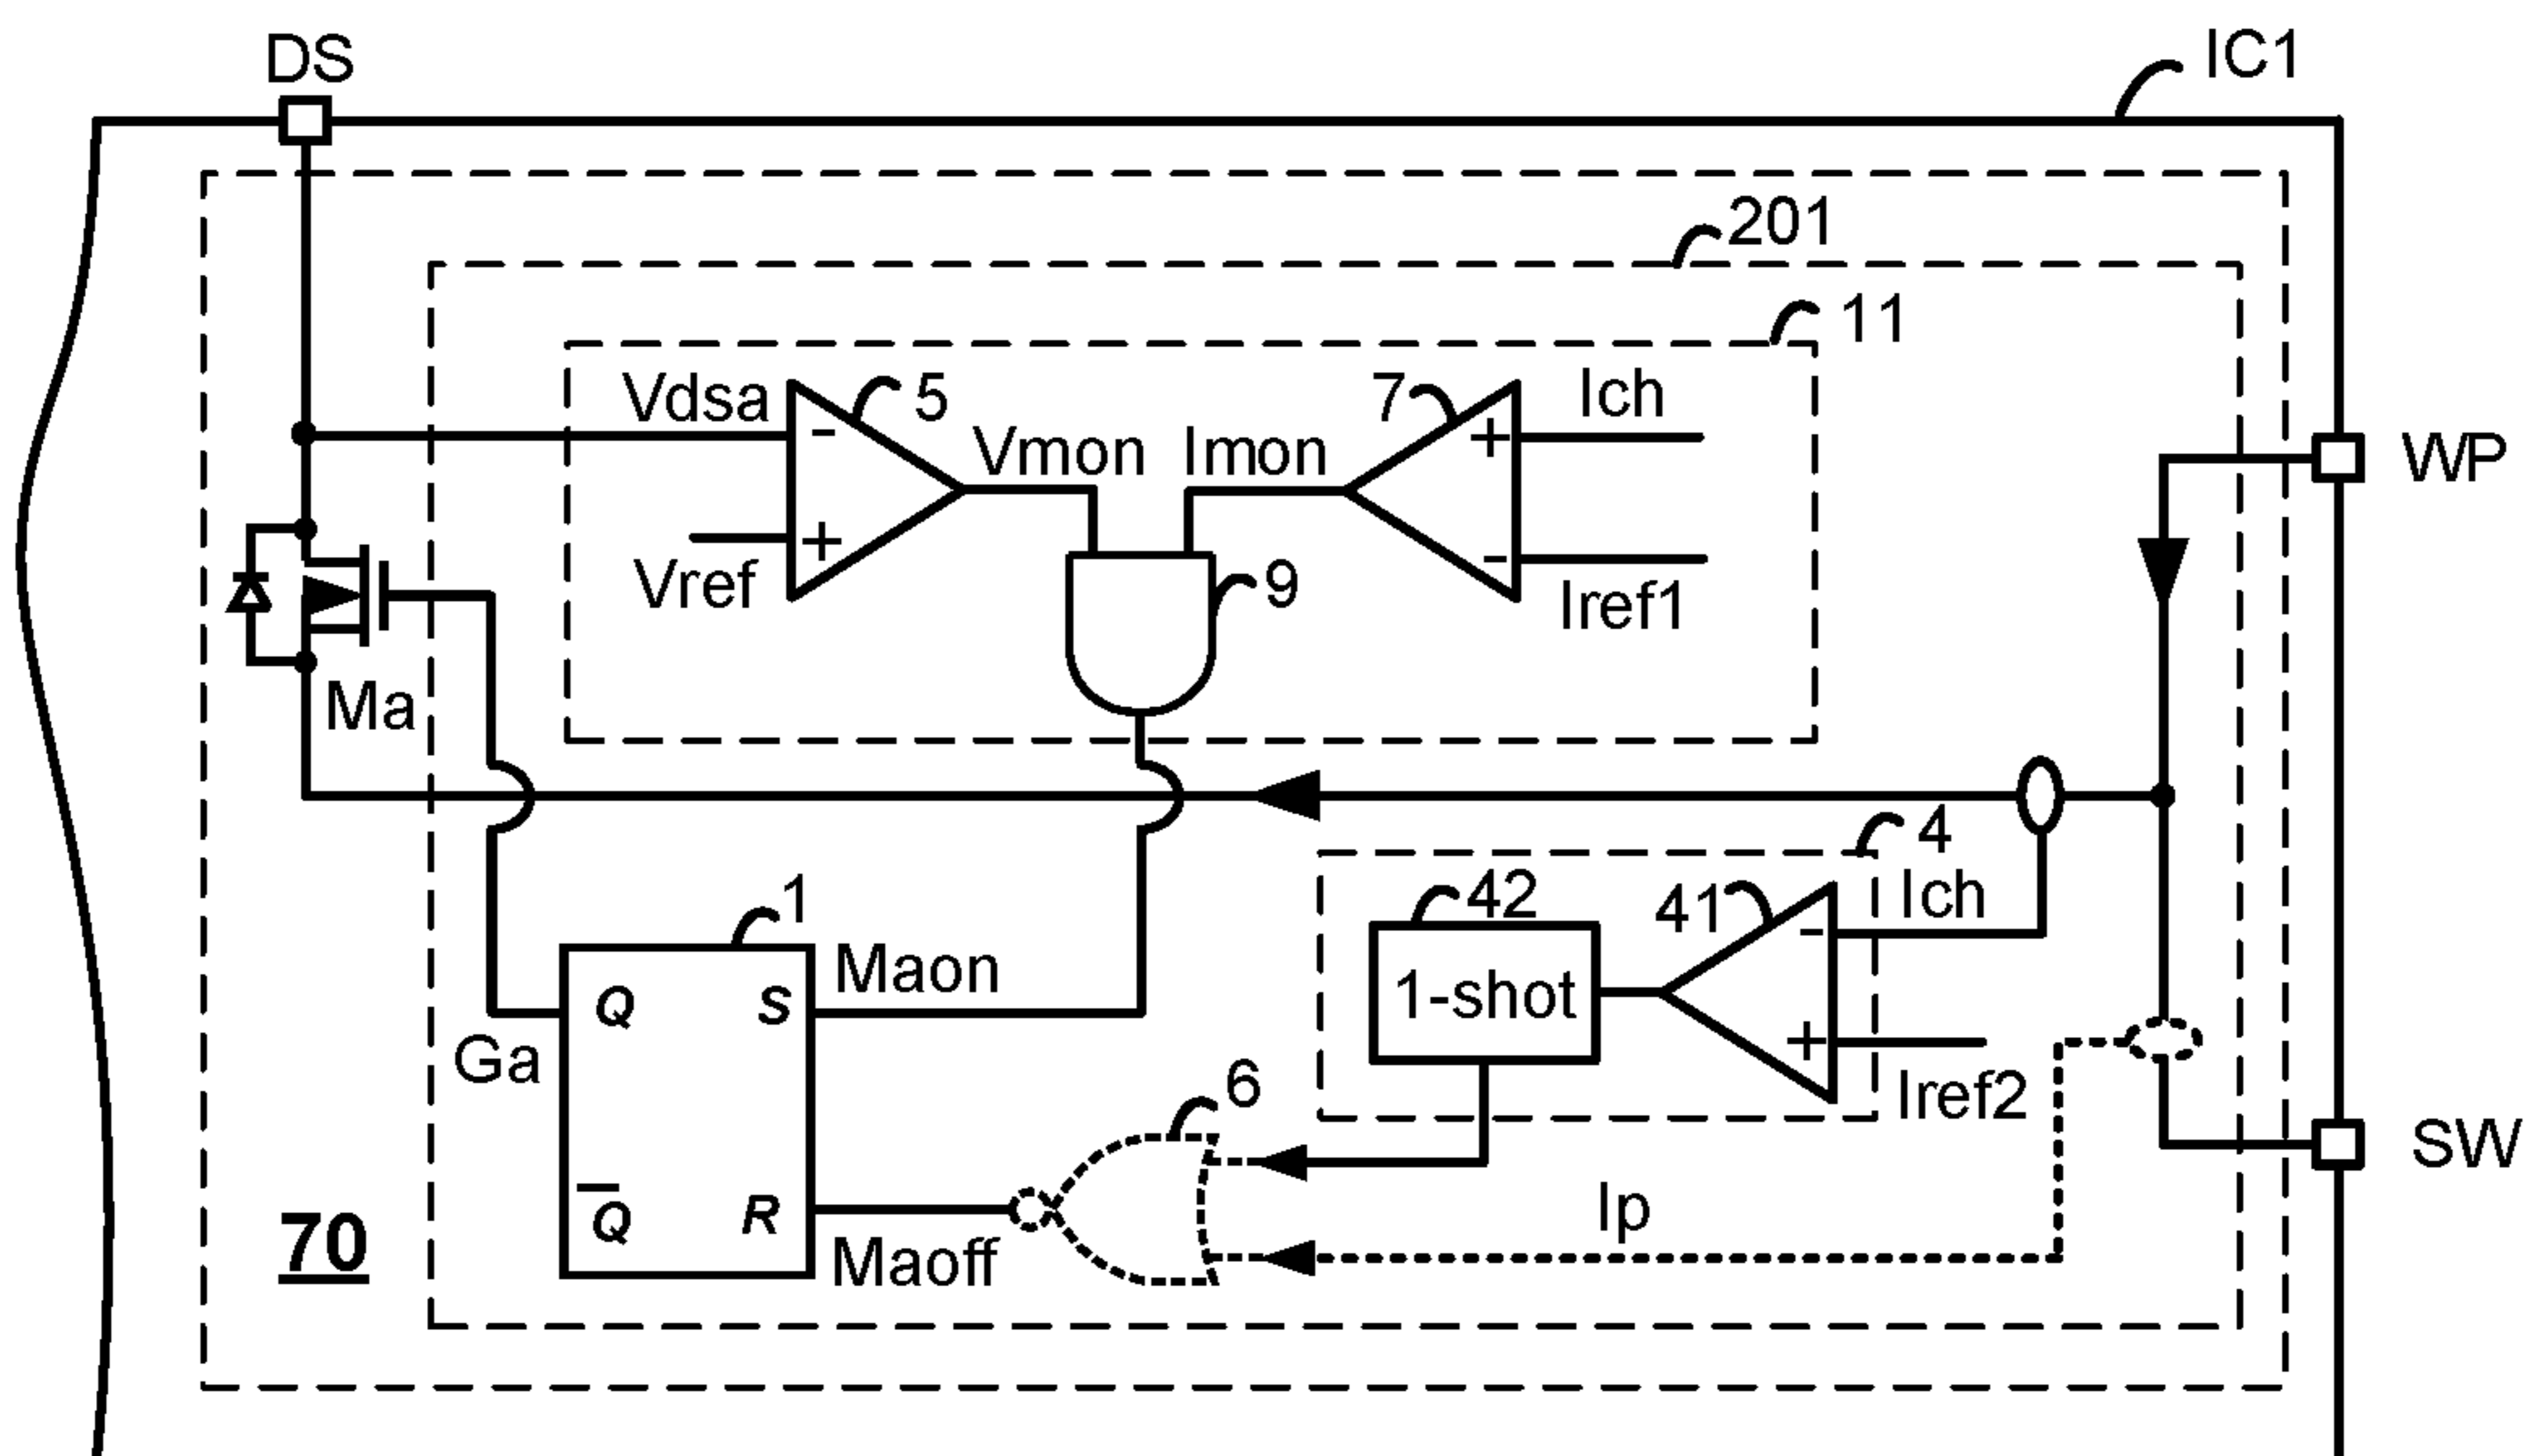 DS
IC1
201
11
Vdsa
5
7
Ich
Vmon
Imon
WP
-
+
+
-
Vref
9
Iref1
Ma
4
42
41
Ich
1
Maon
-
1-shot
Q
S
+
Ga
6
Iref2
SW
Q
R
Ip
70
Maoff